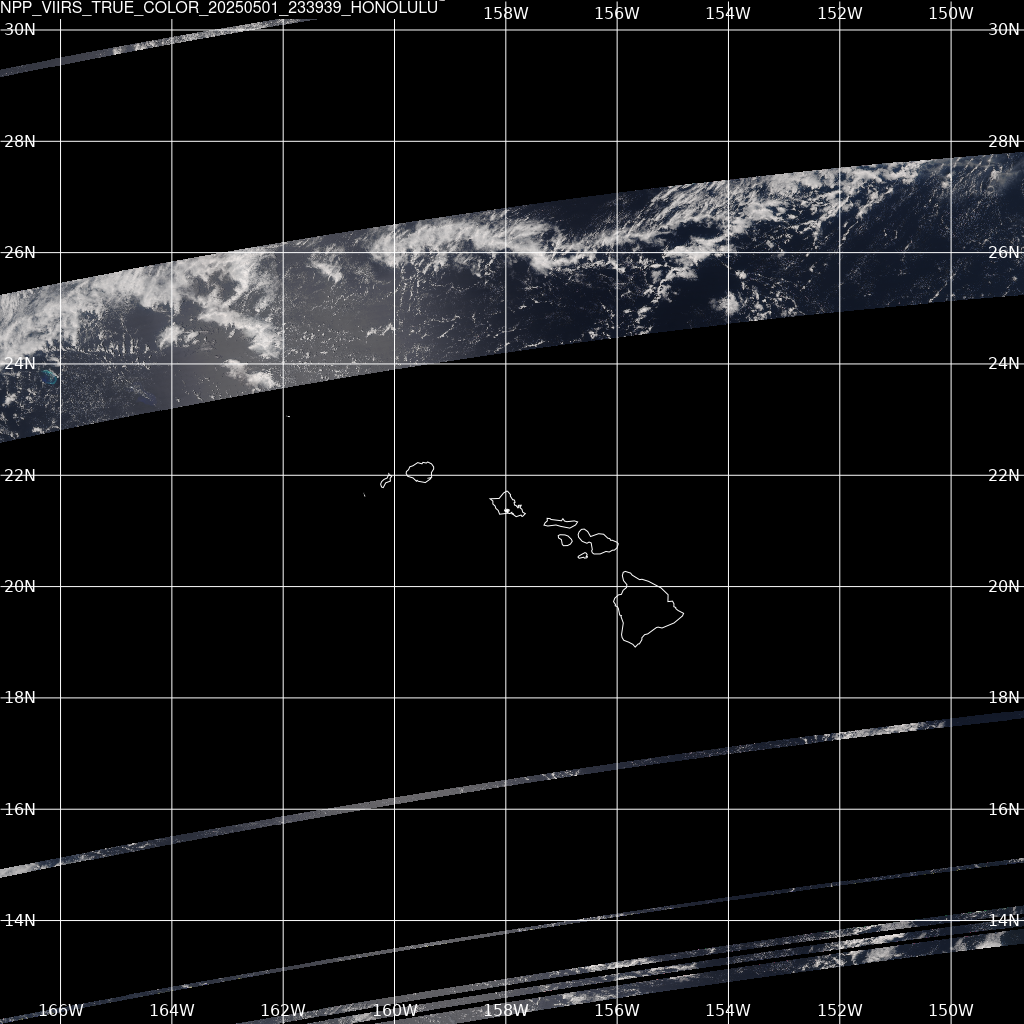 NPP_VIIRS_TRUE_COLOR_20250501_233939_HONOLULU
158W 156W 154W 152W 150W
30N 30N
28N 28N
26N 26N
24N 24N
22N 22N
20N 20N
18N 18N
16N 16N
14N 14N
166W 164W 162W 160W 158W 156W 154W 152W 150W